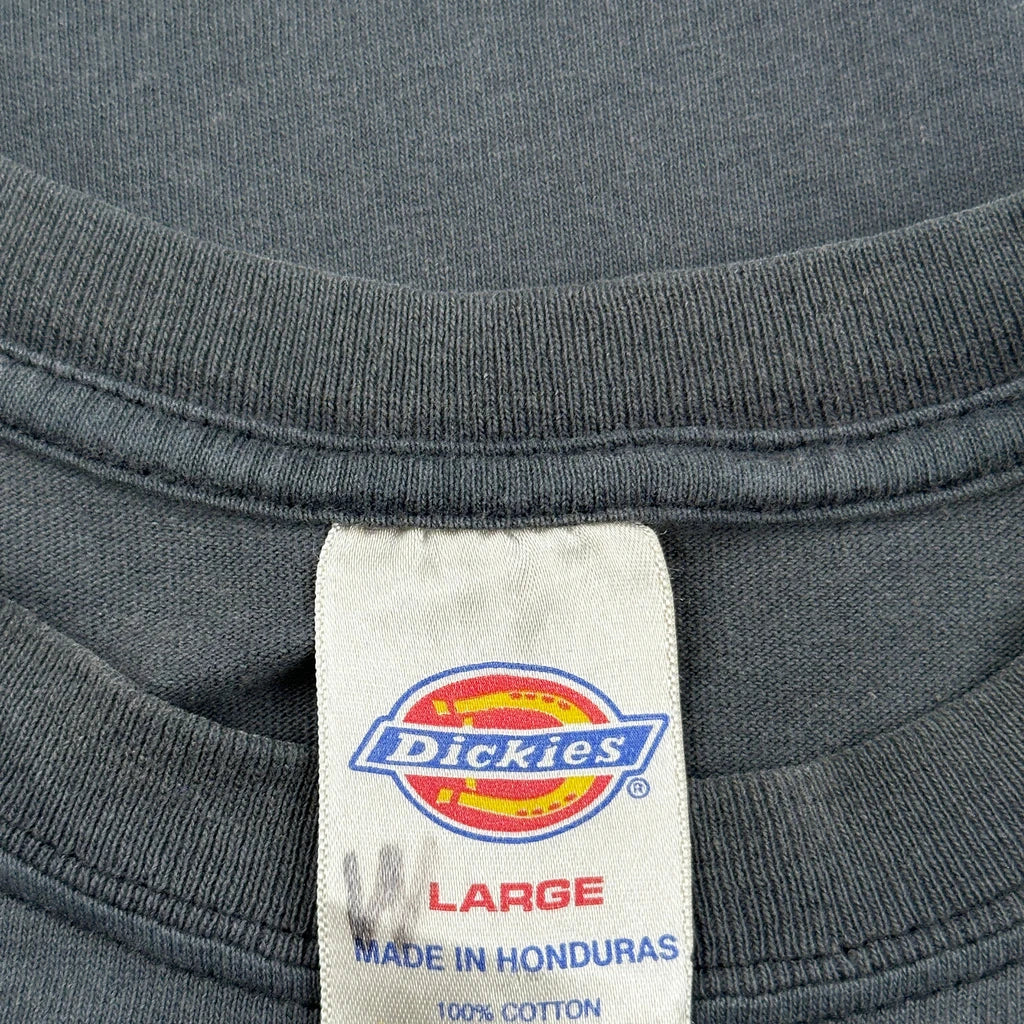 Dickies®
W LARGE
MADE IN HONDURAS
100% COTTON